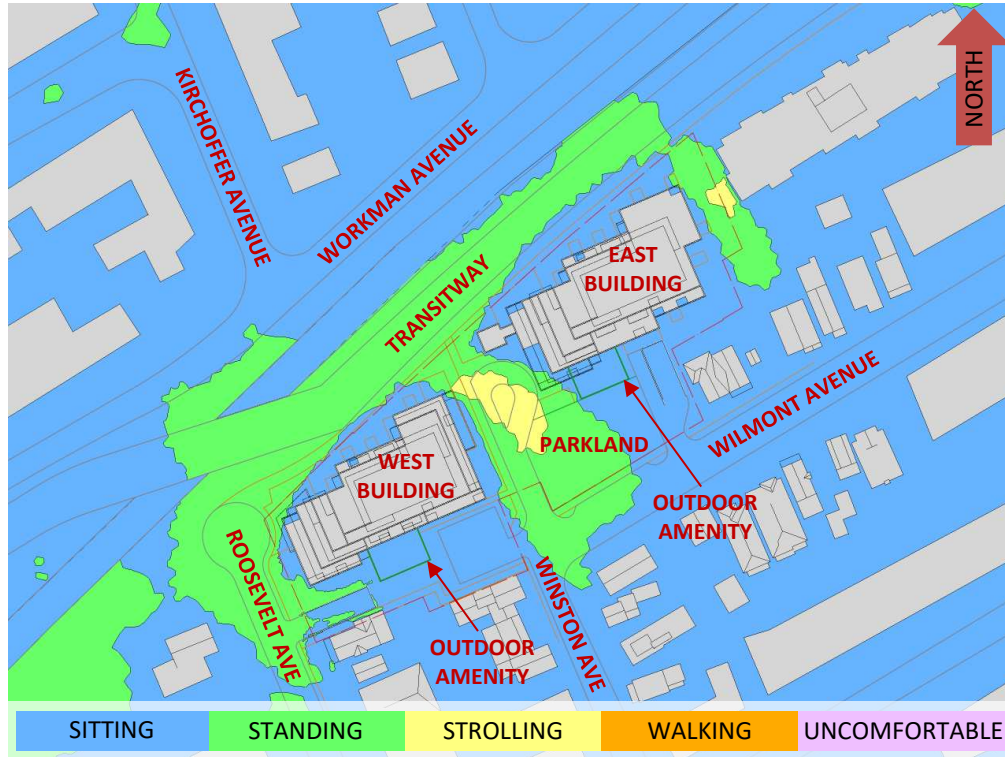 NORTH
KIRCHOFFER AVENUE
WORKMAN AVENUE
TRANSITWAY
EAST
BUILDING
WILMONT AVENUE
PARKLAND
WEST
BUILDING
OUTDOOR
AMENITY
ROOSEVELT AVE
WINSTON AVE
OUTDOOR
AMENITY
SITTING
STANDING
STROLLING
WALKING
UNCOMFORTABLE